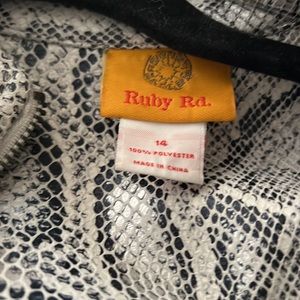 Ruby Rd.
14
100% POLYESTER
MADE IN CHINA